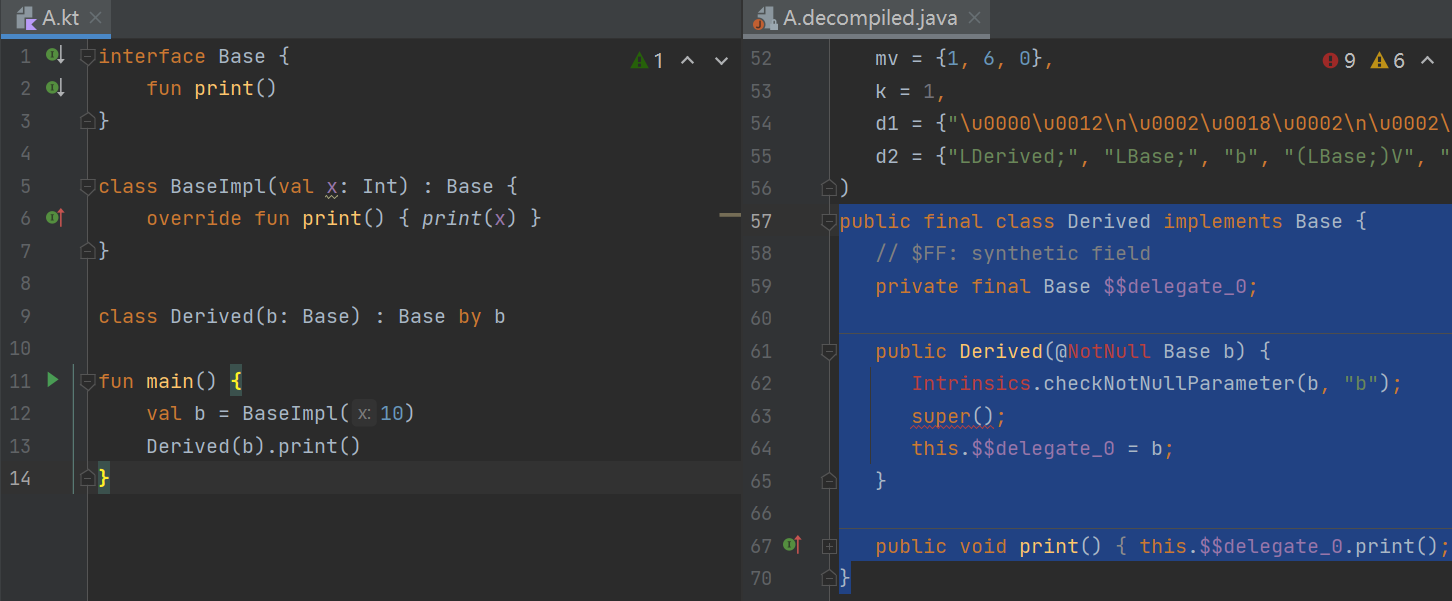 A.kt
1 interface Base {
2 fun print()
3 }
4
5 class BaseImpl(val x: Int) : Base {
6 override fun print() { print(x) }
7 }
8
9 class Derived(b: Base) : Base by b
10
11 fun main() {
12 val b = BaseImpl( x: 10)
13 Derived(b).print()
14 }
1
A.decompiled.java
9 6
52 mv = {1, 6, 0},
53 k = 1,
54 d1 = {"\u0000\u0012\n\u0002\u0018\u0002\n\u0002\
55 d2 = {"LDerived;", "LBase;", "b", "(LBase;)V", "
56 )
57 public final class Derived implements Base {
58 // $FF: synthetic field
59 private final Base $$delegate_0;
60
61 public Derived(@NotNull Base b) {
62 Intrinsics.checkNotNullParameter(b, "b");
63 super();
64 this.$$delegate_0 = b;
65 }
66
67 public void print() { this.$$delegate_0.print();
70 }